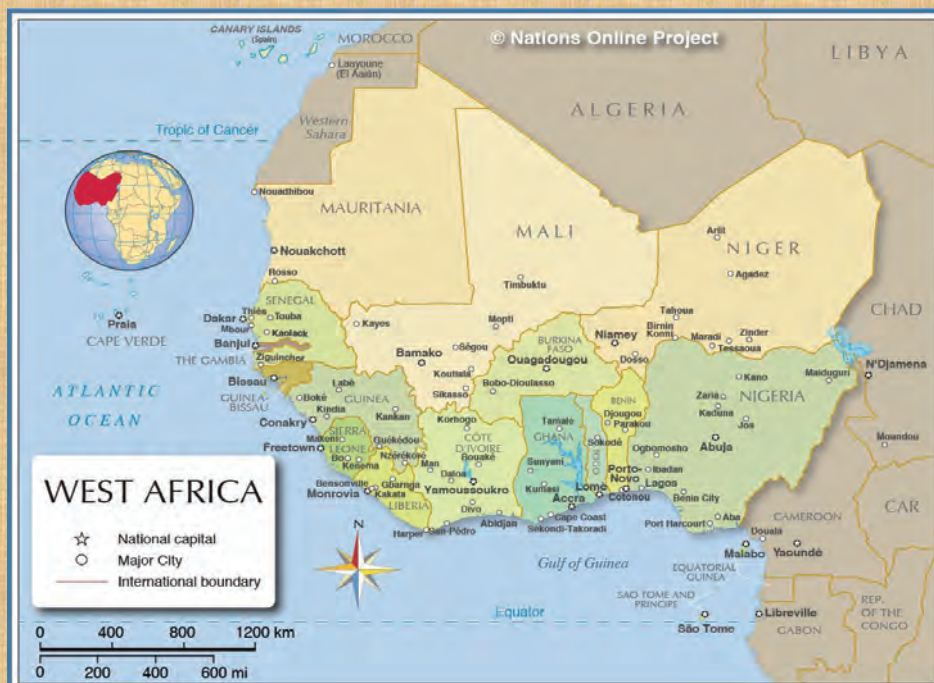 CANARY ISLANDS
(Spain)
MOROCCO
© Nations Online Project
LIBYA
Laayoune
(El Aaiún)
ALGERIA
Western
Sahara
Tropic of Cancer
Nouadhibou
MAURITANIA
MALI
NIGER
Arlit
Nouakchott
Agadez
Timbuktu
Rosso
CHAD
SENEGAL
Praia
CAPE VERDE
Thiès
Touba
Dakar
Mbour
Kaolack
Banjul
THE GAMBIA
Ziguinchor
Kayes
Mopti
Ségou
Bamako
Koutiala
Sikasso
Niamey
Dosso
Tahoua
Birnin
Konni
Maradi
Zinder
Tessaoua
BURKINA
FASO
Ouagadougou
Bobo-Dioulasso
N'Djamena
Maiduguri
Kano
Zaria
Kaduna
Jos
NIGERIA
Abuja
Moundou
ATLANTIC
OCEAN
Bissau
GUINEA-
BISSAU
Labé
Boké
GUINEA
Kindia
Kankan
Conakry
SIERRA
LEONE
Makeni
Freetown
Bo
Kenema
Guékédou
Nzérékoré
Bensonville
Gbarnga
Kakata
Monrovia
LIBERIA
Harper
Korhogo
CÔTE
D'IVOIRE
Bouaké
Man
Daloa
Yamoussoukro
Divo
Abidjan
San-Pédro
Tamale
GHANA
Sunyani
Kumasi
Accra
Cape Coast
Sekondi-Takoradi
TOGO
Sokodé
Lomé
BENIN
Djougou
Parakou
Porto-
Novo
Cotonou
Ogbomosho
Ibadan
Lagos
Benin City
Port Harcourt
Aba
Douala
CAMEROON
CAR
Malabo
Yaoundé
EQUATORIAL
GUINEA
Gulf of Guinea
SAO TOME AND
PRINCIPE
São Tome
Libreville
GABON
REP.
OF THE
CONGO
Equator
N
WEST AFRICA
National capital
Major City
International boundary
0 400 800 1200 km
0 200 400 600 mi